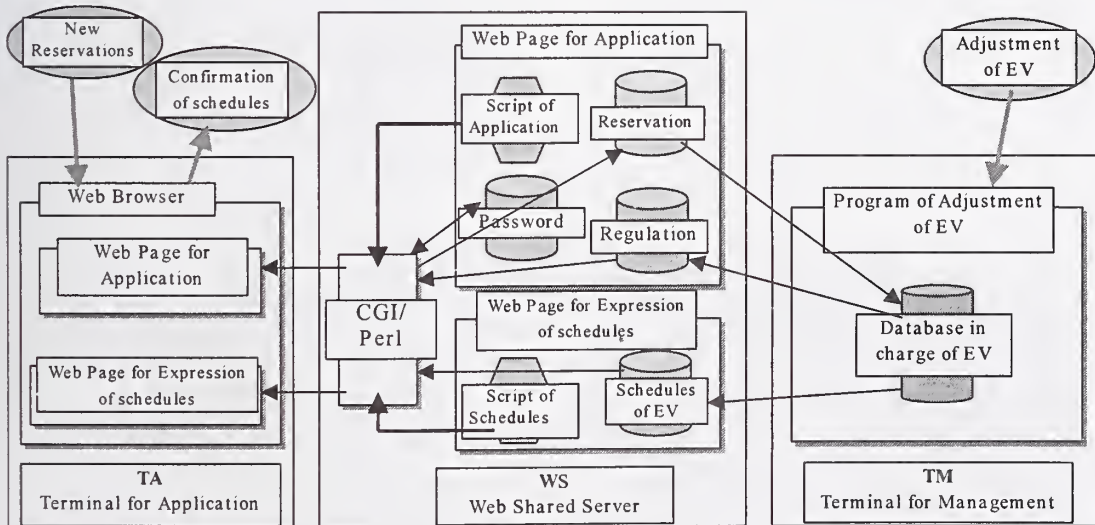 New
Reservations
Confirmation
of schedules
Web Browser
Web Page for
Application
Web Page for Expression
of schedules
TA
Terminal for Application
Web Page for Application
Script of
Application
Reservation
Password
Regulation
CGI/
Perl
Web Page for Expression
of schedules
Script of
Schedules
Schedules
of EV
WS
Web Shared Server
Adjustment
of EV
Program of Adjustment
of EV
Database in
charge of EV
TM
Terminal for Management